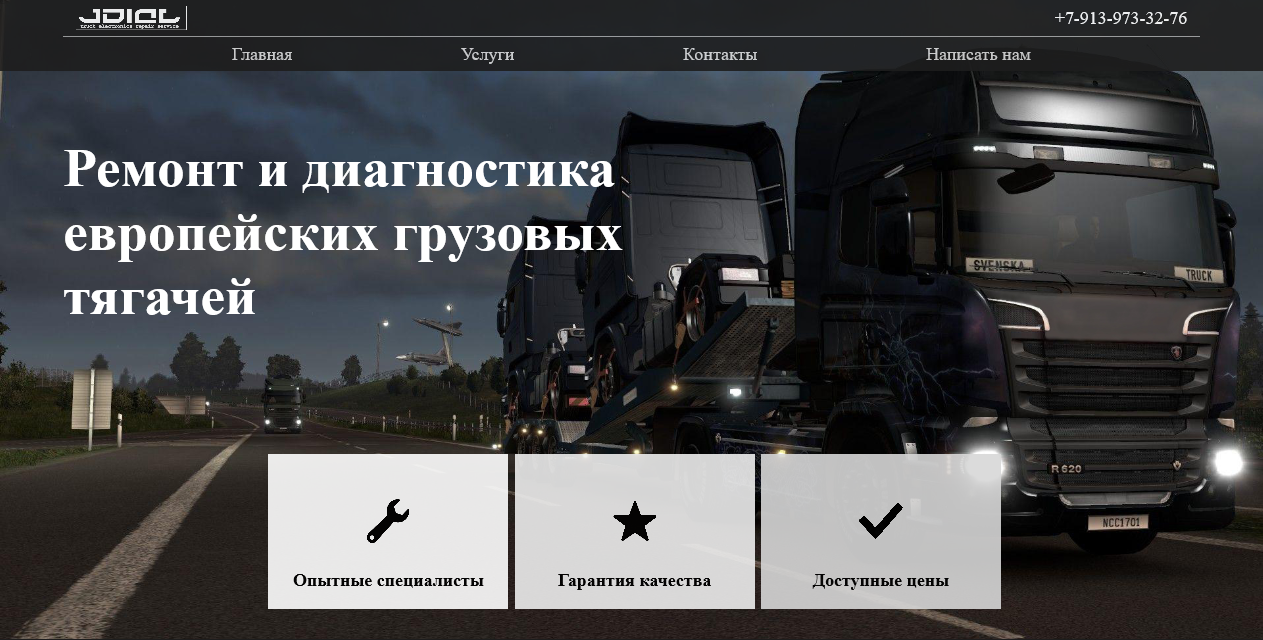 JDIAL
truck electronics repair service
+7-913-973-32-76
Главная Услуги Контакты Написать нам
Ремонт и диагностика
европейских грузовых
тягачей
SVENSKA
TRUCK
R 620
NCC1701
Опытные специалисты
Гарантия качества
Доступные цены